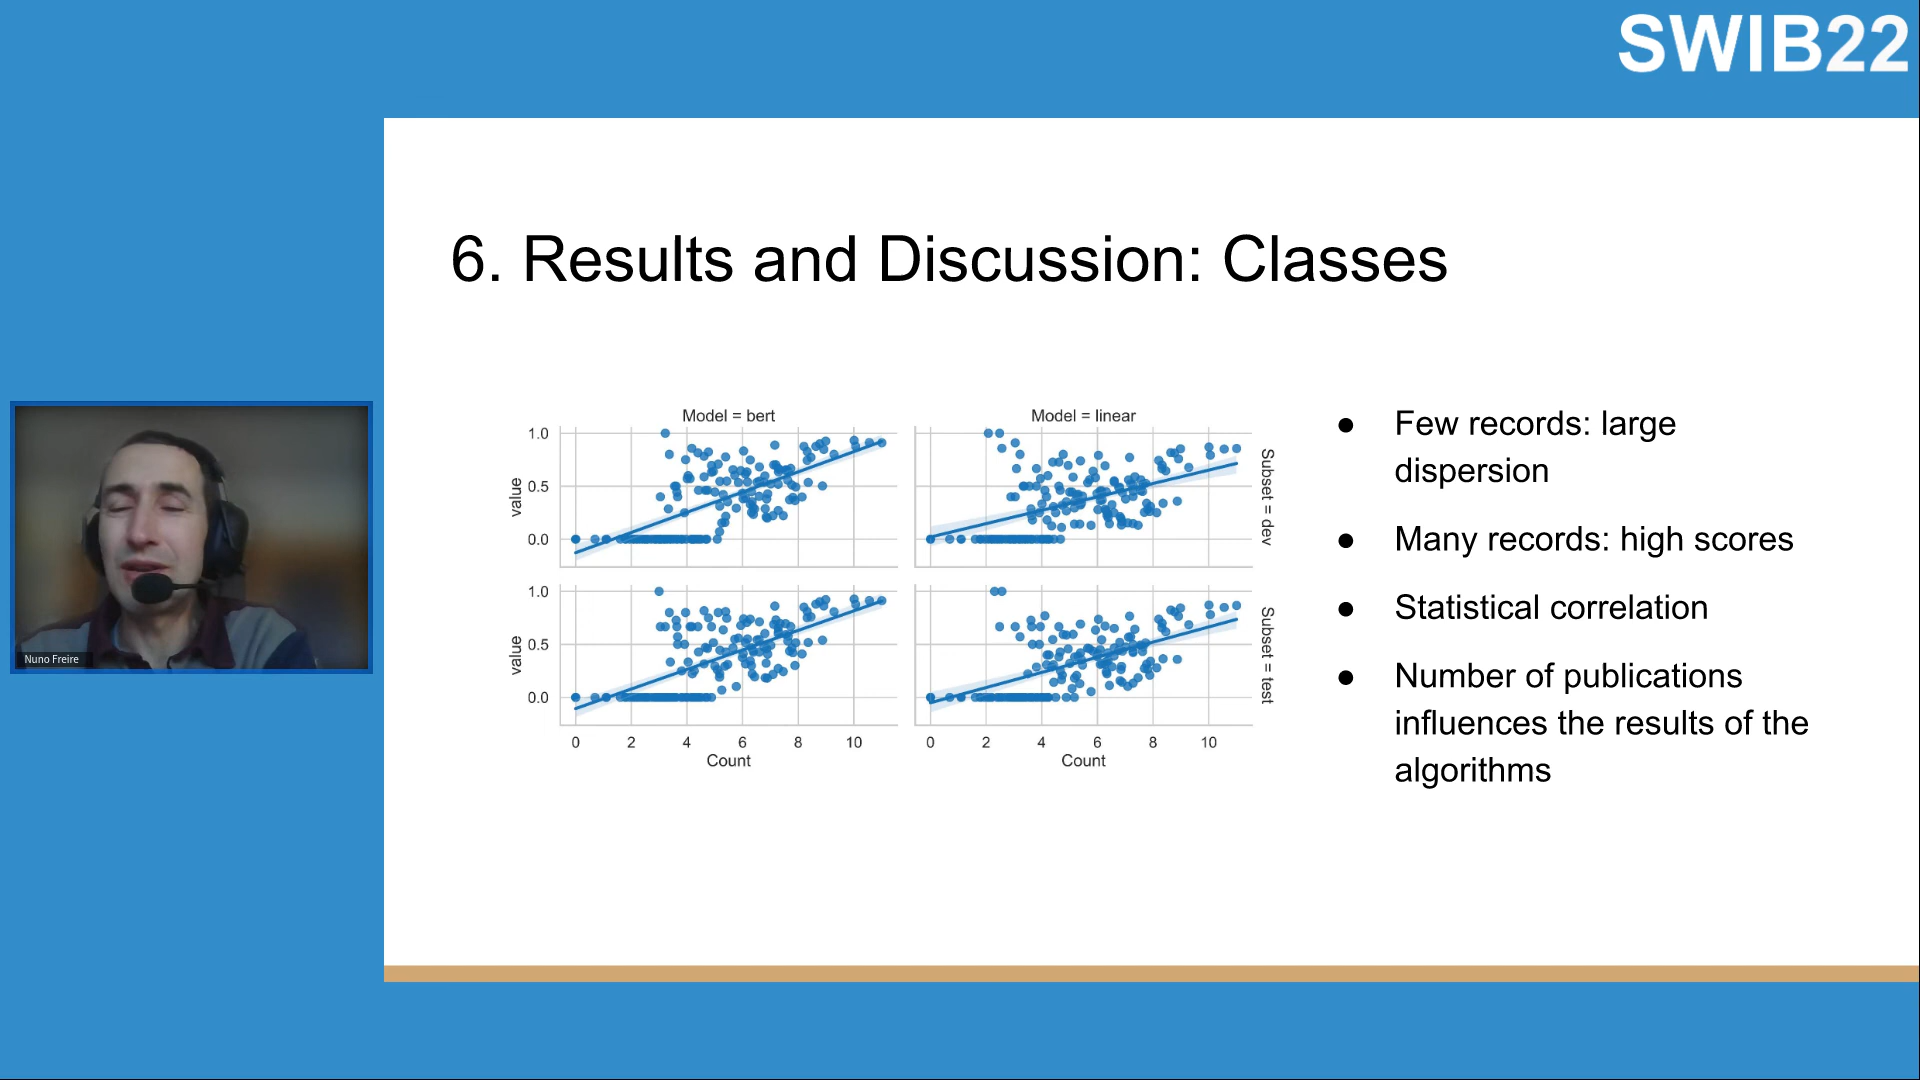 SWIB22
6. Results and Discussion: Classes
Model = bert
Model = linear
1.0
0.5
0.0
value
Subset = dev
1.0
0.5
0.0
value
Subset = test
0 2 4 6 8 10
0 2 4 6 8 10
Count
Count
● Few records: large
dispersion
● Many records: high scores
● Statistical correlation
● Number of publications
influences the results of the
algorithms
Nuno Freire